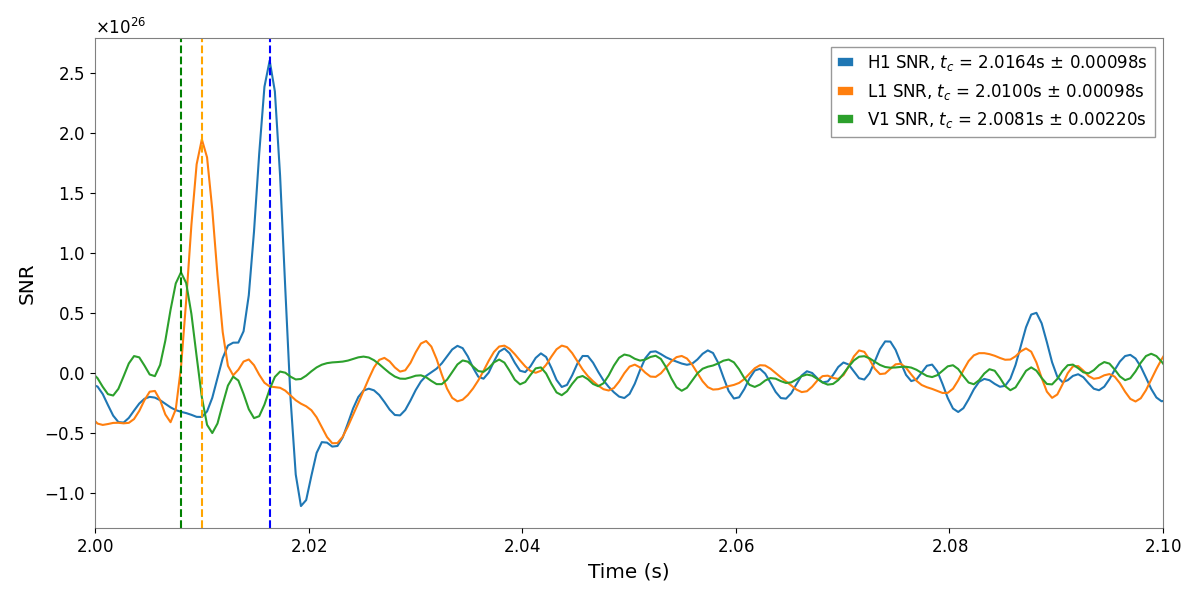 ×10²⁶
H1 SNR, t_c = 2.0164s ± 0.00098s
L1 SNR, t_c = 2.0100s ± 0.00098s
V1 SNR, t_c = 2.0081s ± 0.00220s
2.5
2.0
1.5
1.0
0.5
0.0
−0.5
−1.0
SNR
2.00 2.02 2.04 2.06 2.08 2.10
Time (s)